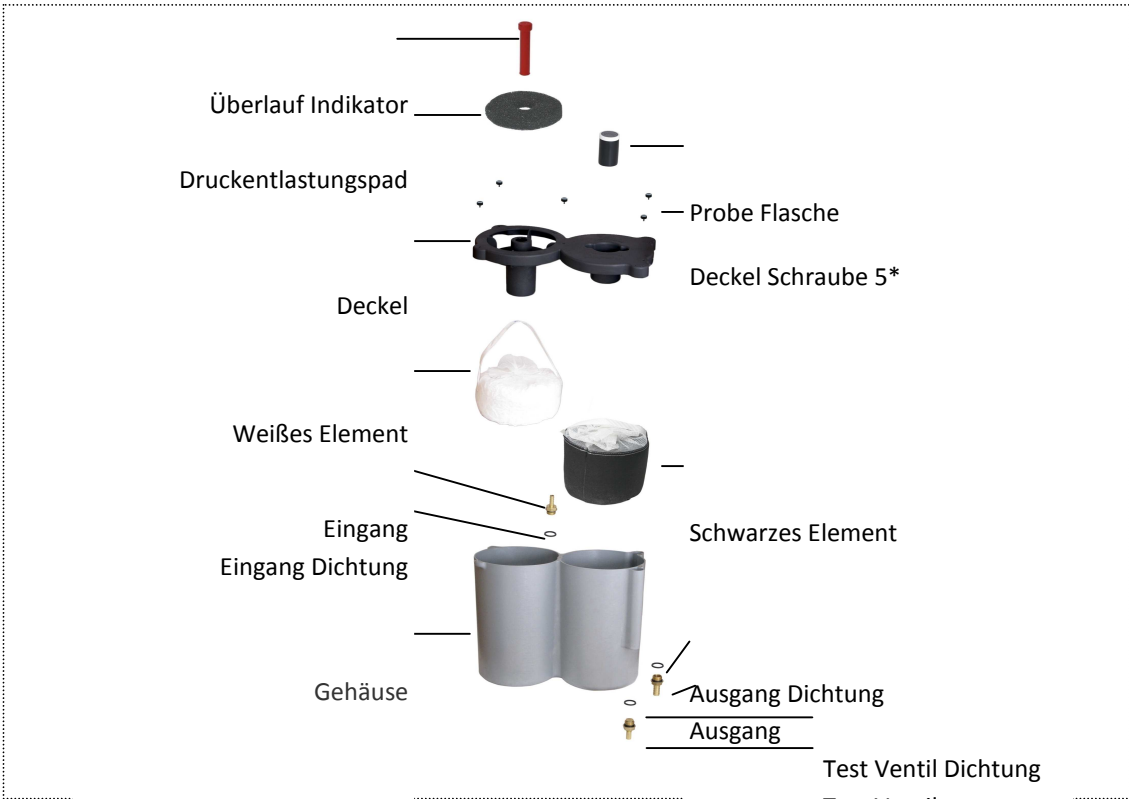 Überlauf Indikator
Druckentlastungspad
Probe Flasche
Deckel Schraube 5*
Deckel
Weißes Element
Eingang
Schwarzes Element
Eingang Dichtung
Gehäuse
Ausgang Dichtung
Ausgang
Test Ventil Dichtung